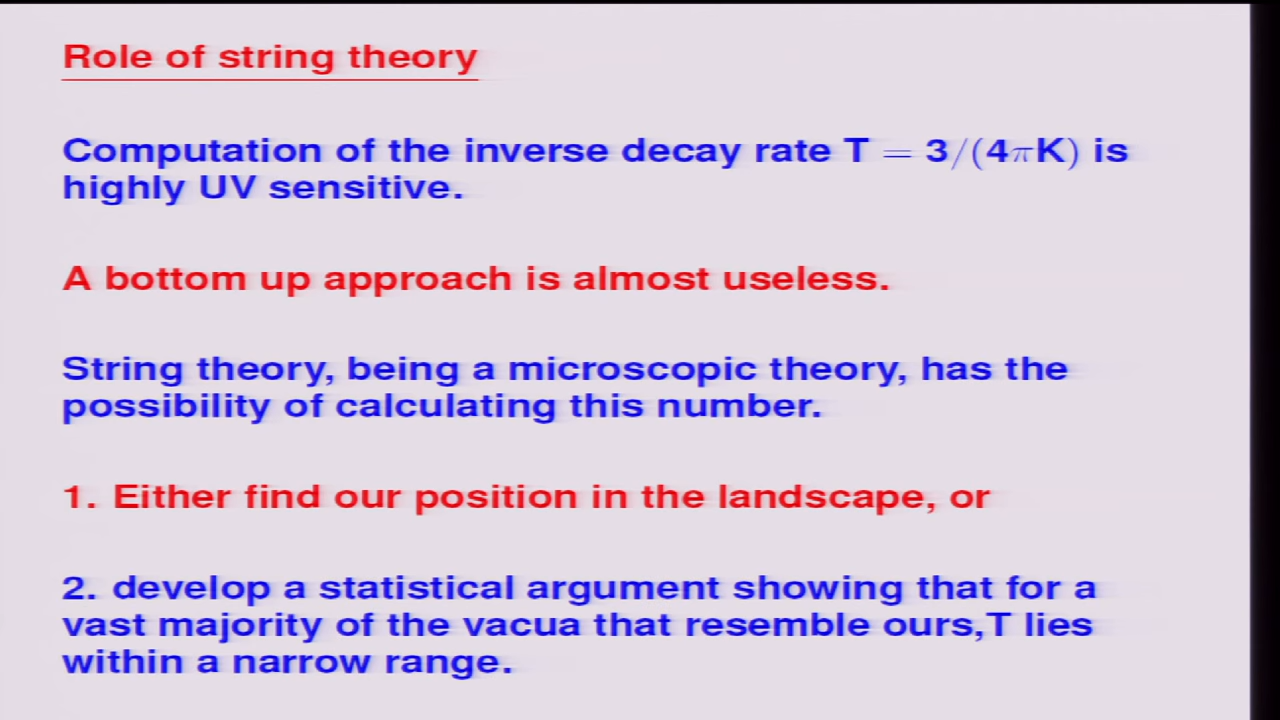 Role of string theory
Computation of the inverse decay rate T = 3/(4πK) is
highly UV sensitive.
A bottom up approach is almost useless.
String theory, being a microscopic theory, has the
possibility of calculating this number.
1. Either find our position in the landscape, or
2. develop a statistical argument showing that for a
vast majority of the vacua that resemble ours,T lies
within a narrow range.